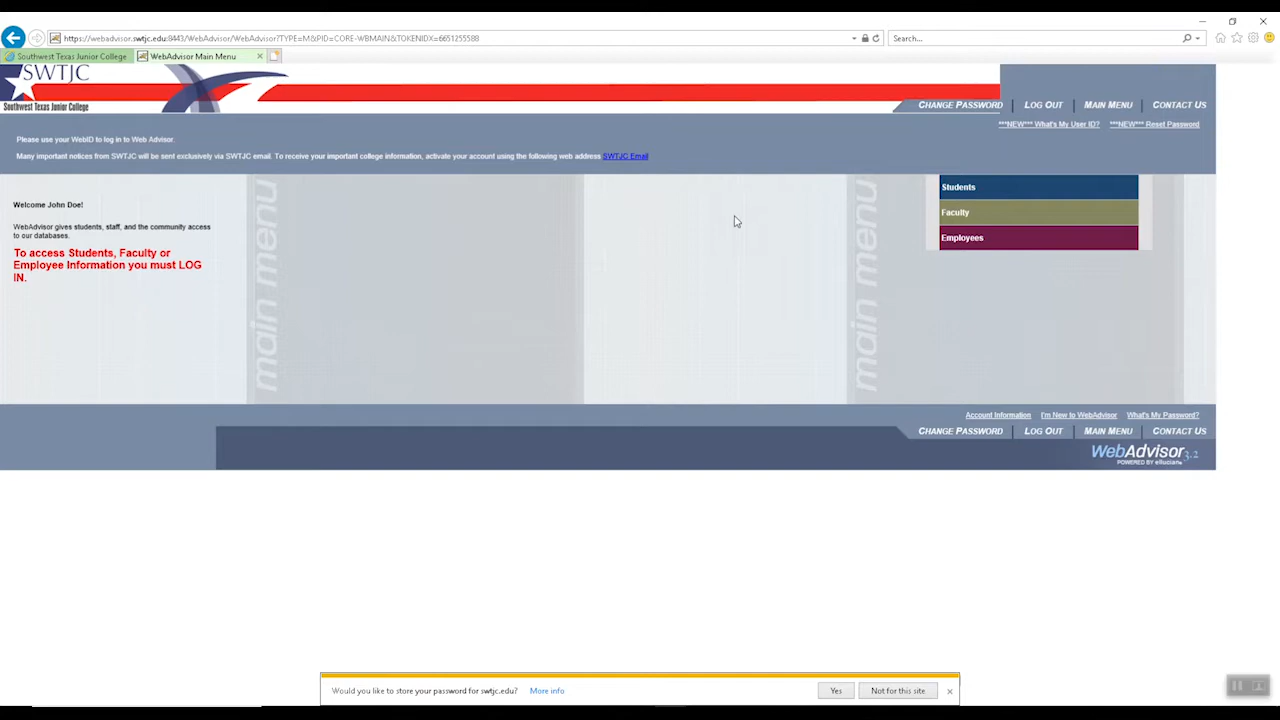 https://webadvisor.swtjc.edu:8443/WebAdvisor/WebAdvisor?TYPE=M&PID=CORE-WBMAIN&TOKENIDX=6651255588
Search...
Southwest Texas Junior College
WebAdvisor Main Menu
SWTJC
Southwest Texas Junior College
CHANGE PASSWORD
LOG OUT
MAIN MENU
CONTACT US
***NEW*** What's My User ID?
***NEW*** Reset Password
Please use your WebID to log in to Web Advisor.
Many important notices from SWTJC will be sent exclusively via SWTJC email. To receive your important college information, activate your account using the following web address SWTJC Email
Welcome John Doe!
WebAdvisor gives students, staff, and the community access
to our databases.
To access Students, Faculty or
Employee Information you must LOG
IN.
main menu
main menu
Students
Faculty
Employees
Account Information
I'm New to WebAdvisor
What's My Password?
CHANGE PASSWORD
LOG OUT
MAIN MENU
CONTACT US
WebAdvisor 3.2
POWERED BY ellucian
Would you like to store your password for swtjc.edu?
More info
Yes
Not for this site